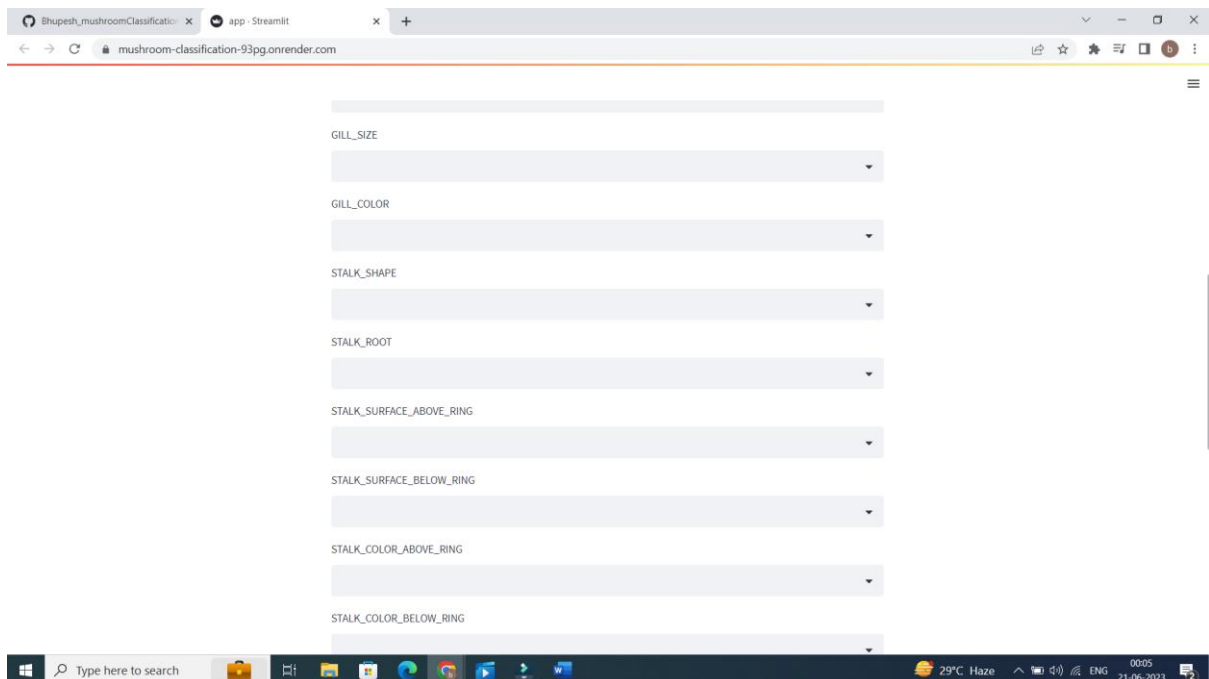 Bhupesh_mushroomClassification
app · Streamlit
mushroom-classification-93pg.onrender.com
b
GILL_SIZE
GILL_COLOR
STALK_SHAPE
STALK_ROOT
STALK_SURFACE_ABOVE_RING
STALK_SURFACE_BELOW_RING
STALK_COLOR_ABOVE_RING
STALK_COLOR_BELOW_RING
Type here to search
29°C Haze
ENG
00:05
21-06-2023
2